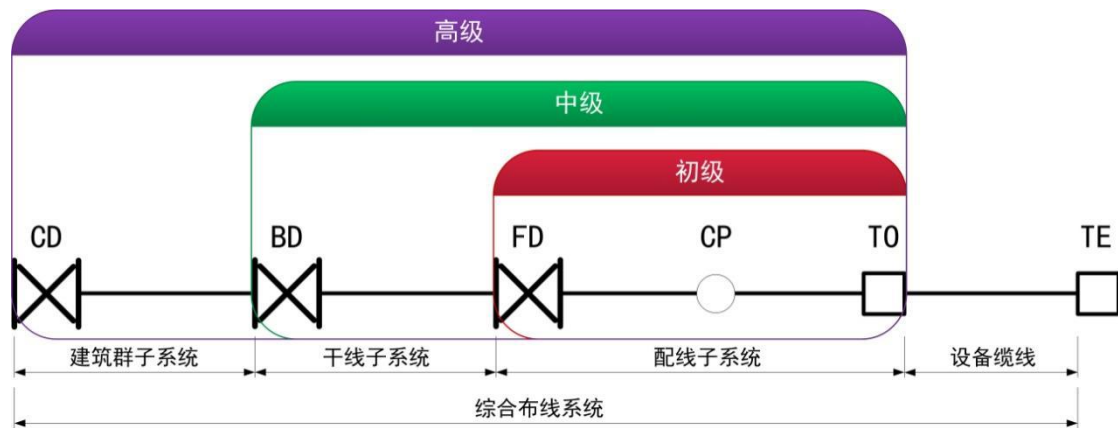 高级
中级
初级
CD BD FD CP TO TE
建筑群子系统 干线子系统 配线子系统 设备缆线
综合布线系统